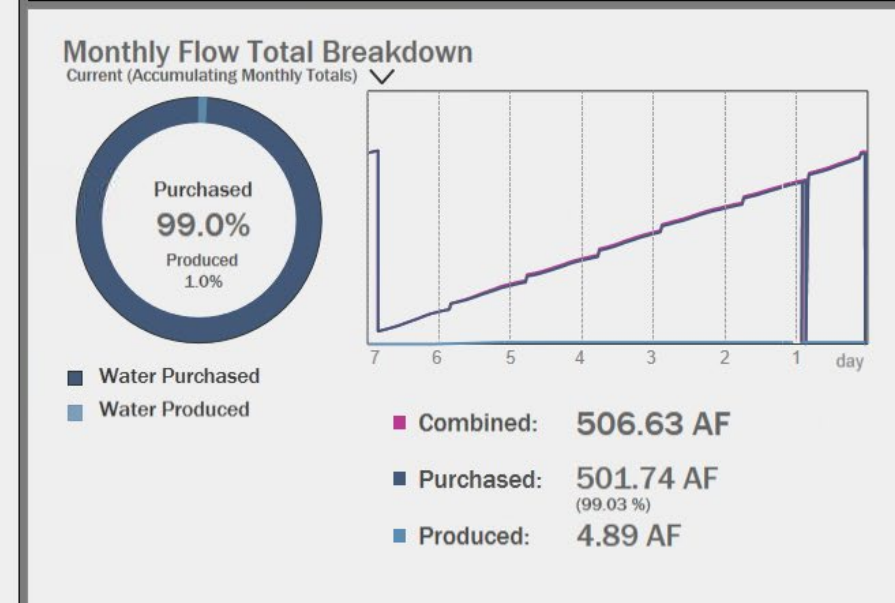 Monthly Flow Total Breakdown
Current (Accumulating Monthly Totals)
Purchased
99.0%
Produced
1.0%
Water Purchased
Water Produced
7 6 5 4 3 2 1 day
Combined: 506.63 AF
Purchased: 501.74 AF
(99.03 %)
Produced: 4.89 AF